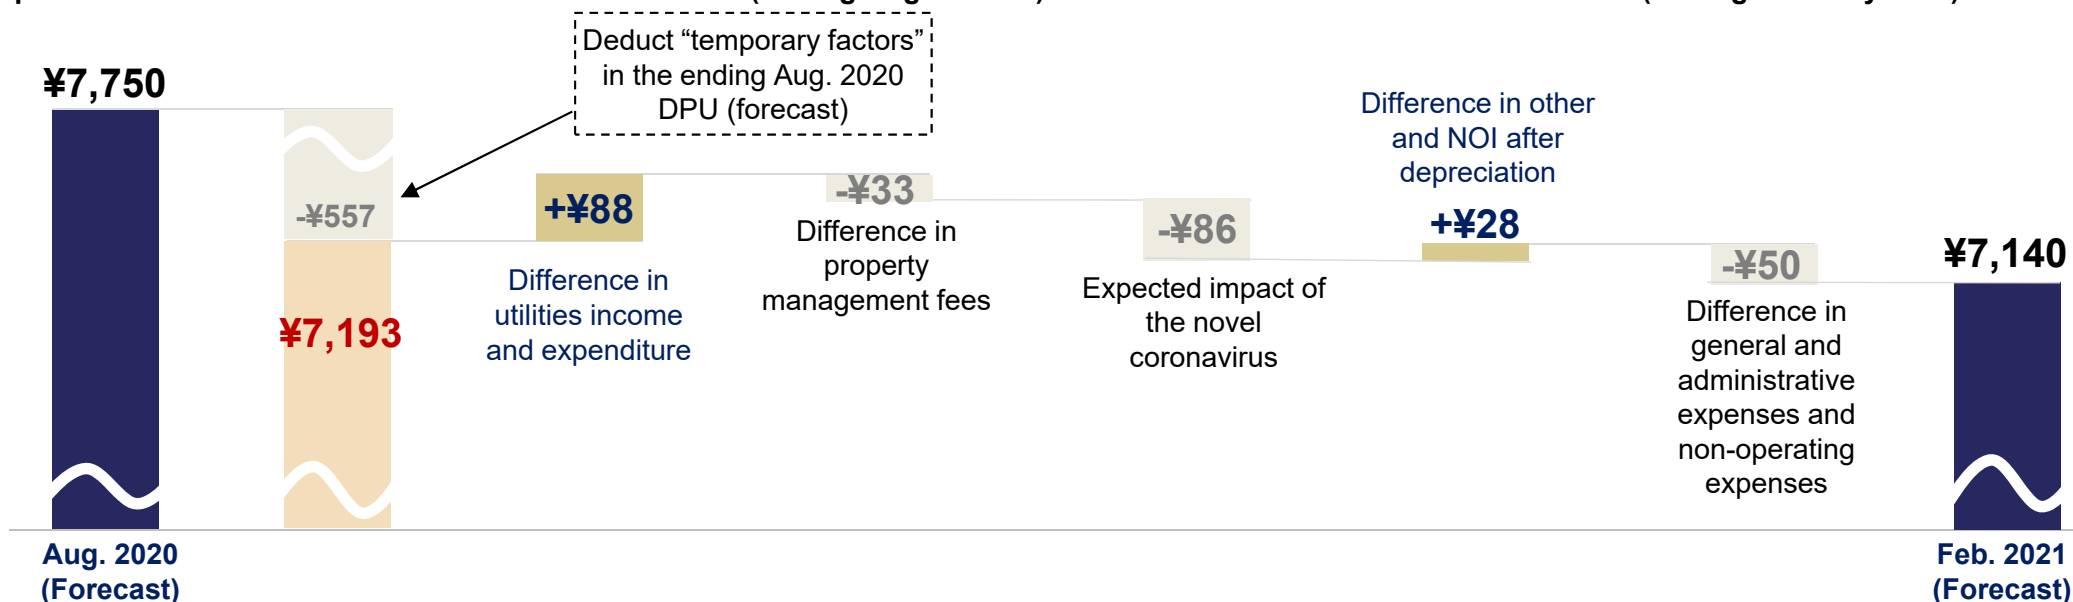 Deduct “temporary factors”
in the ending Aug. 2020
DPU (forecast)
¥7,750
-¥557
¥7,193
+¥88
Difference in
utilities income
and expenditure
-¥33
Difference in
property
management fees
-¥86
Expected impact of
the novel
coronavirus
Difference in other
and NOI after
depreciation
+¥28
-¥50
Difference in
general and
administrative
expenses and
non-operating
expenses
¥7,140
Aug. 2020
(Forecast)
Feb. 2021
(Forecast)